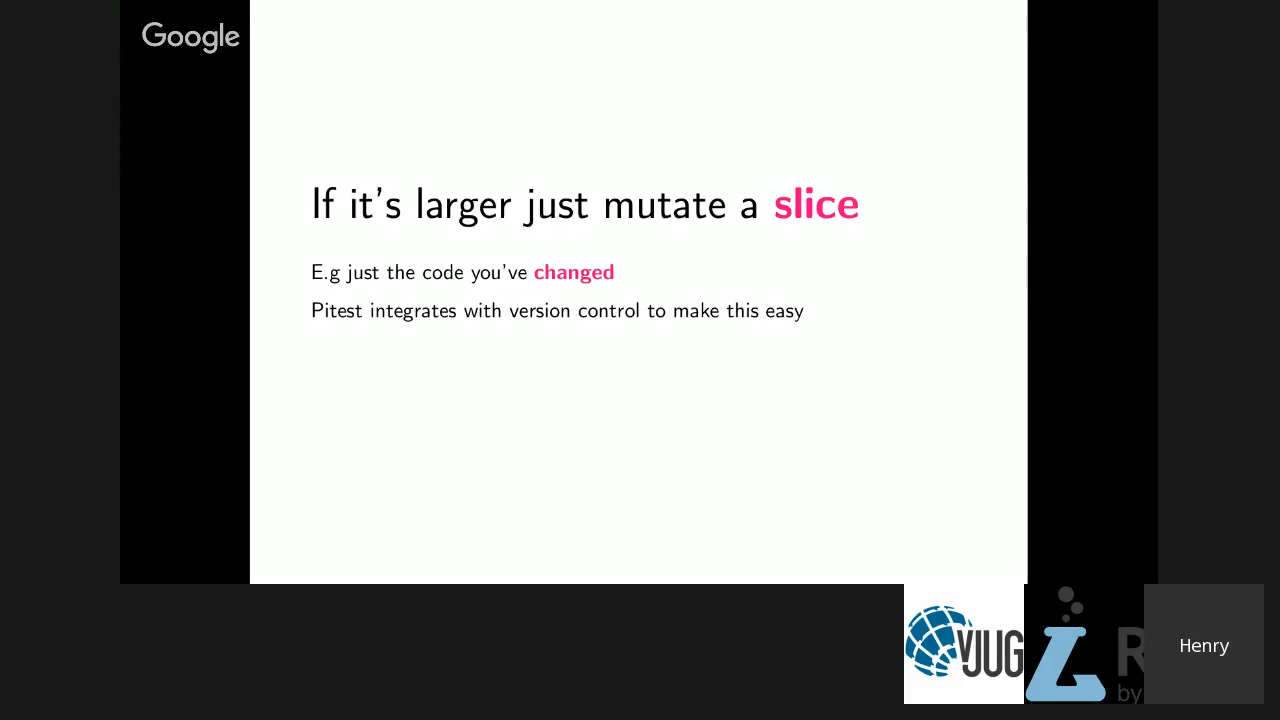 Google
If it's larger just mutate a slice
E.g just the code you've changed
Pitest integrates with version control to make this easy
vJUG
R
by
Henry